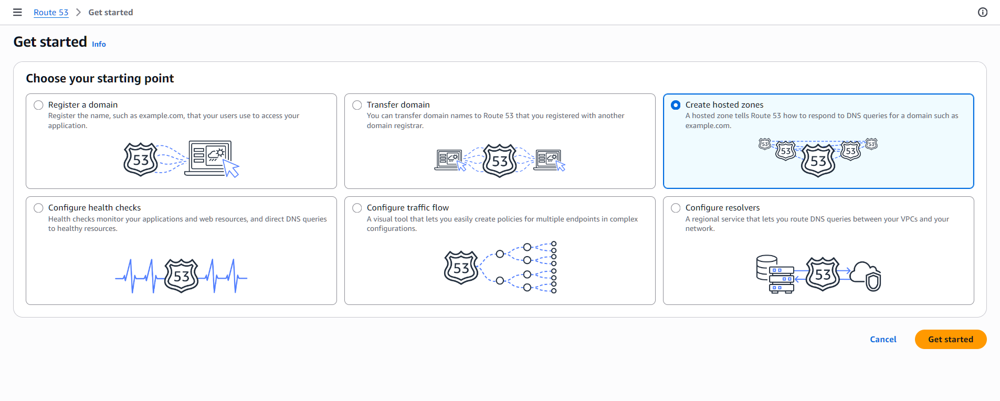 Route 53 > Get started
Get started Info
Choose your starting point
Register a domain
Register the name, such as example.com, that your users use to access your
application.
53
Transfer domain
You can transfer domain names to Route 53 that you registered with another
domain registrar.
53
Create hosted zones
A hosted zone tells Route 53 how to respond to DNS queries for a domain such as
example.com.
53 53 53 53 53
Configure health checks
Health checks monitor your applications and web resources, and direct DNS queries
to healthy resources.
53
Configure traffic flow
A visual tool that lets you easily create policies for multiple endpoints in complex
configurations.
53
Configure resolvers
A regional service that lets you route DNS queries between your VPCs and your
network.
53
Cancel Get started